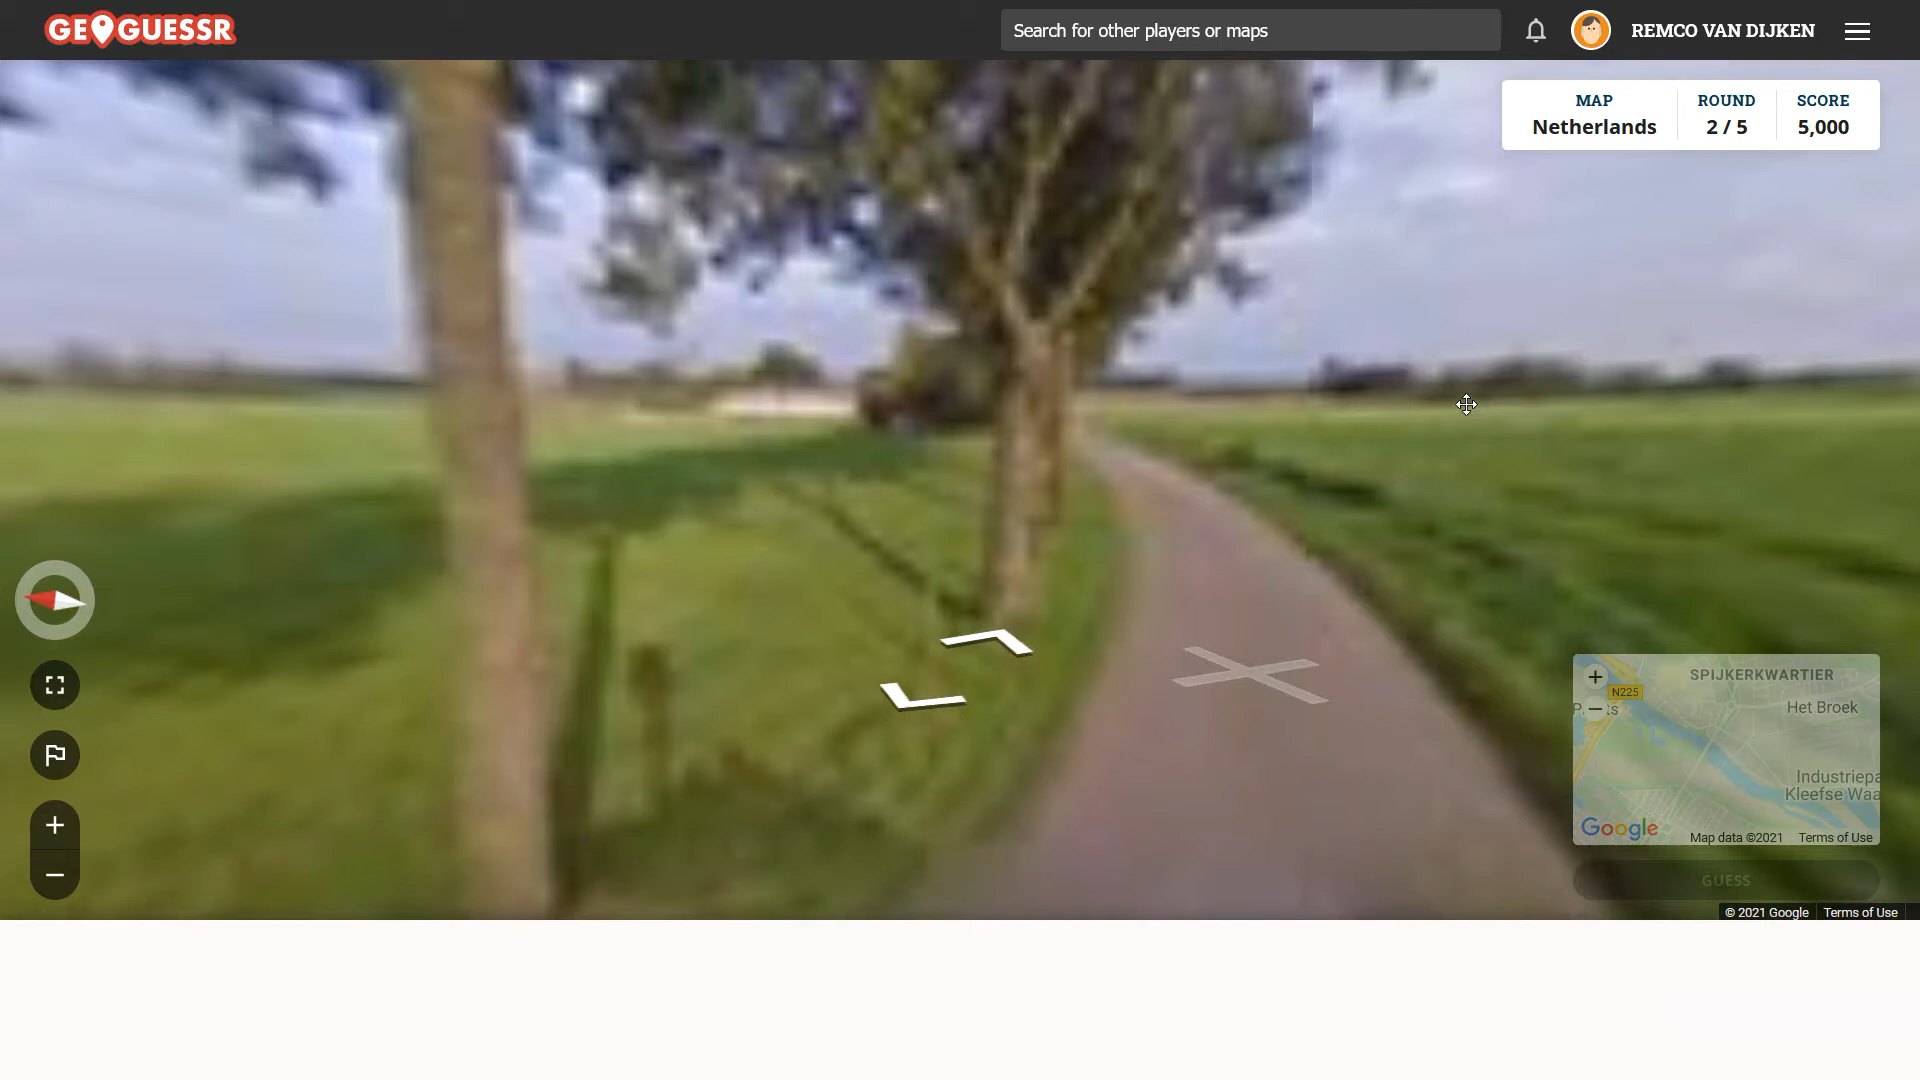 GEOGUESSR
Search for other players or maps
REMCO VAN DIJKEN
MAP
Netherlands
ROUND
2 / 5
SCORE
5,000
SPIJKERKWARTIER
N225
Het Broek
Industriepa
Kleefse Waa
Google
Map data ©2021
Terms of Use
GUESS
© 2021 Google
Terms of Use